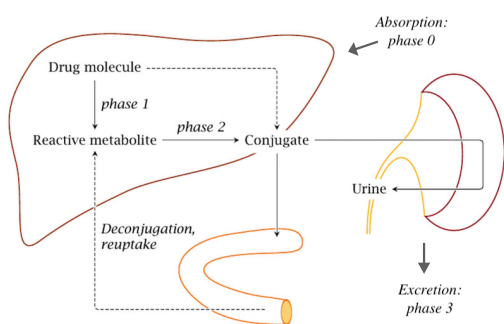 Absorption:
phase 0
Drug molecule
phase 1
Reactive metabolite
phase 2
Conjugate
Urine
Deconjugation,
reuptake
Excretion:
phase 3